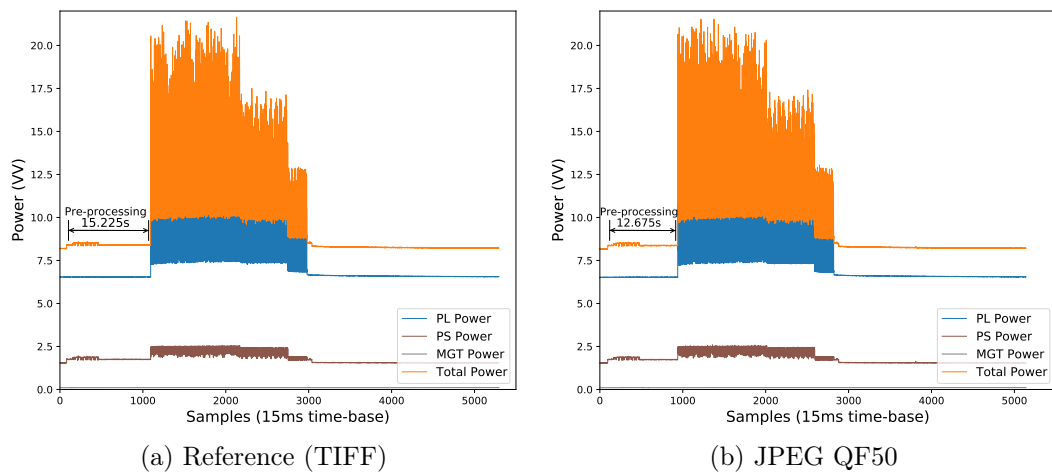 20.0
17.5
15.0
12.5
10.0
7.5
5.0
2.5
0.0
Power (VV)
Pre-processing
15.225s
PL Power
PS Power
MGT Power
Total Power
0 1000 2000 3000 4000 5000
Samples (15ms time-base)
(a) Reference (TIFF)
20.0
17.5
15.0
12.5
10.0
7.5
5.0
2.5
0.0
Power (VV)
Pre-processing
12.675s
PL Power
PS Power
MGT Power
Total Power
0 1000 2000 3000 4000 5000
Samples (15ms time-base)
(b) JPEG QF50